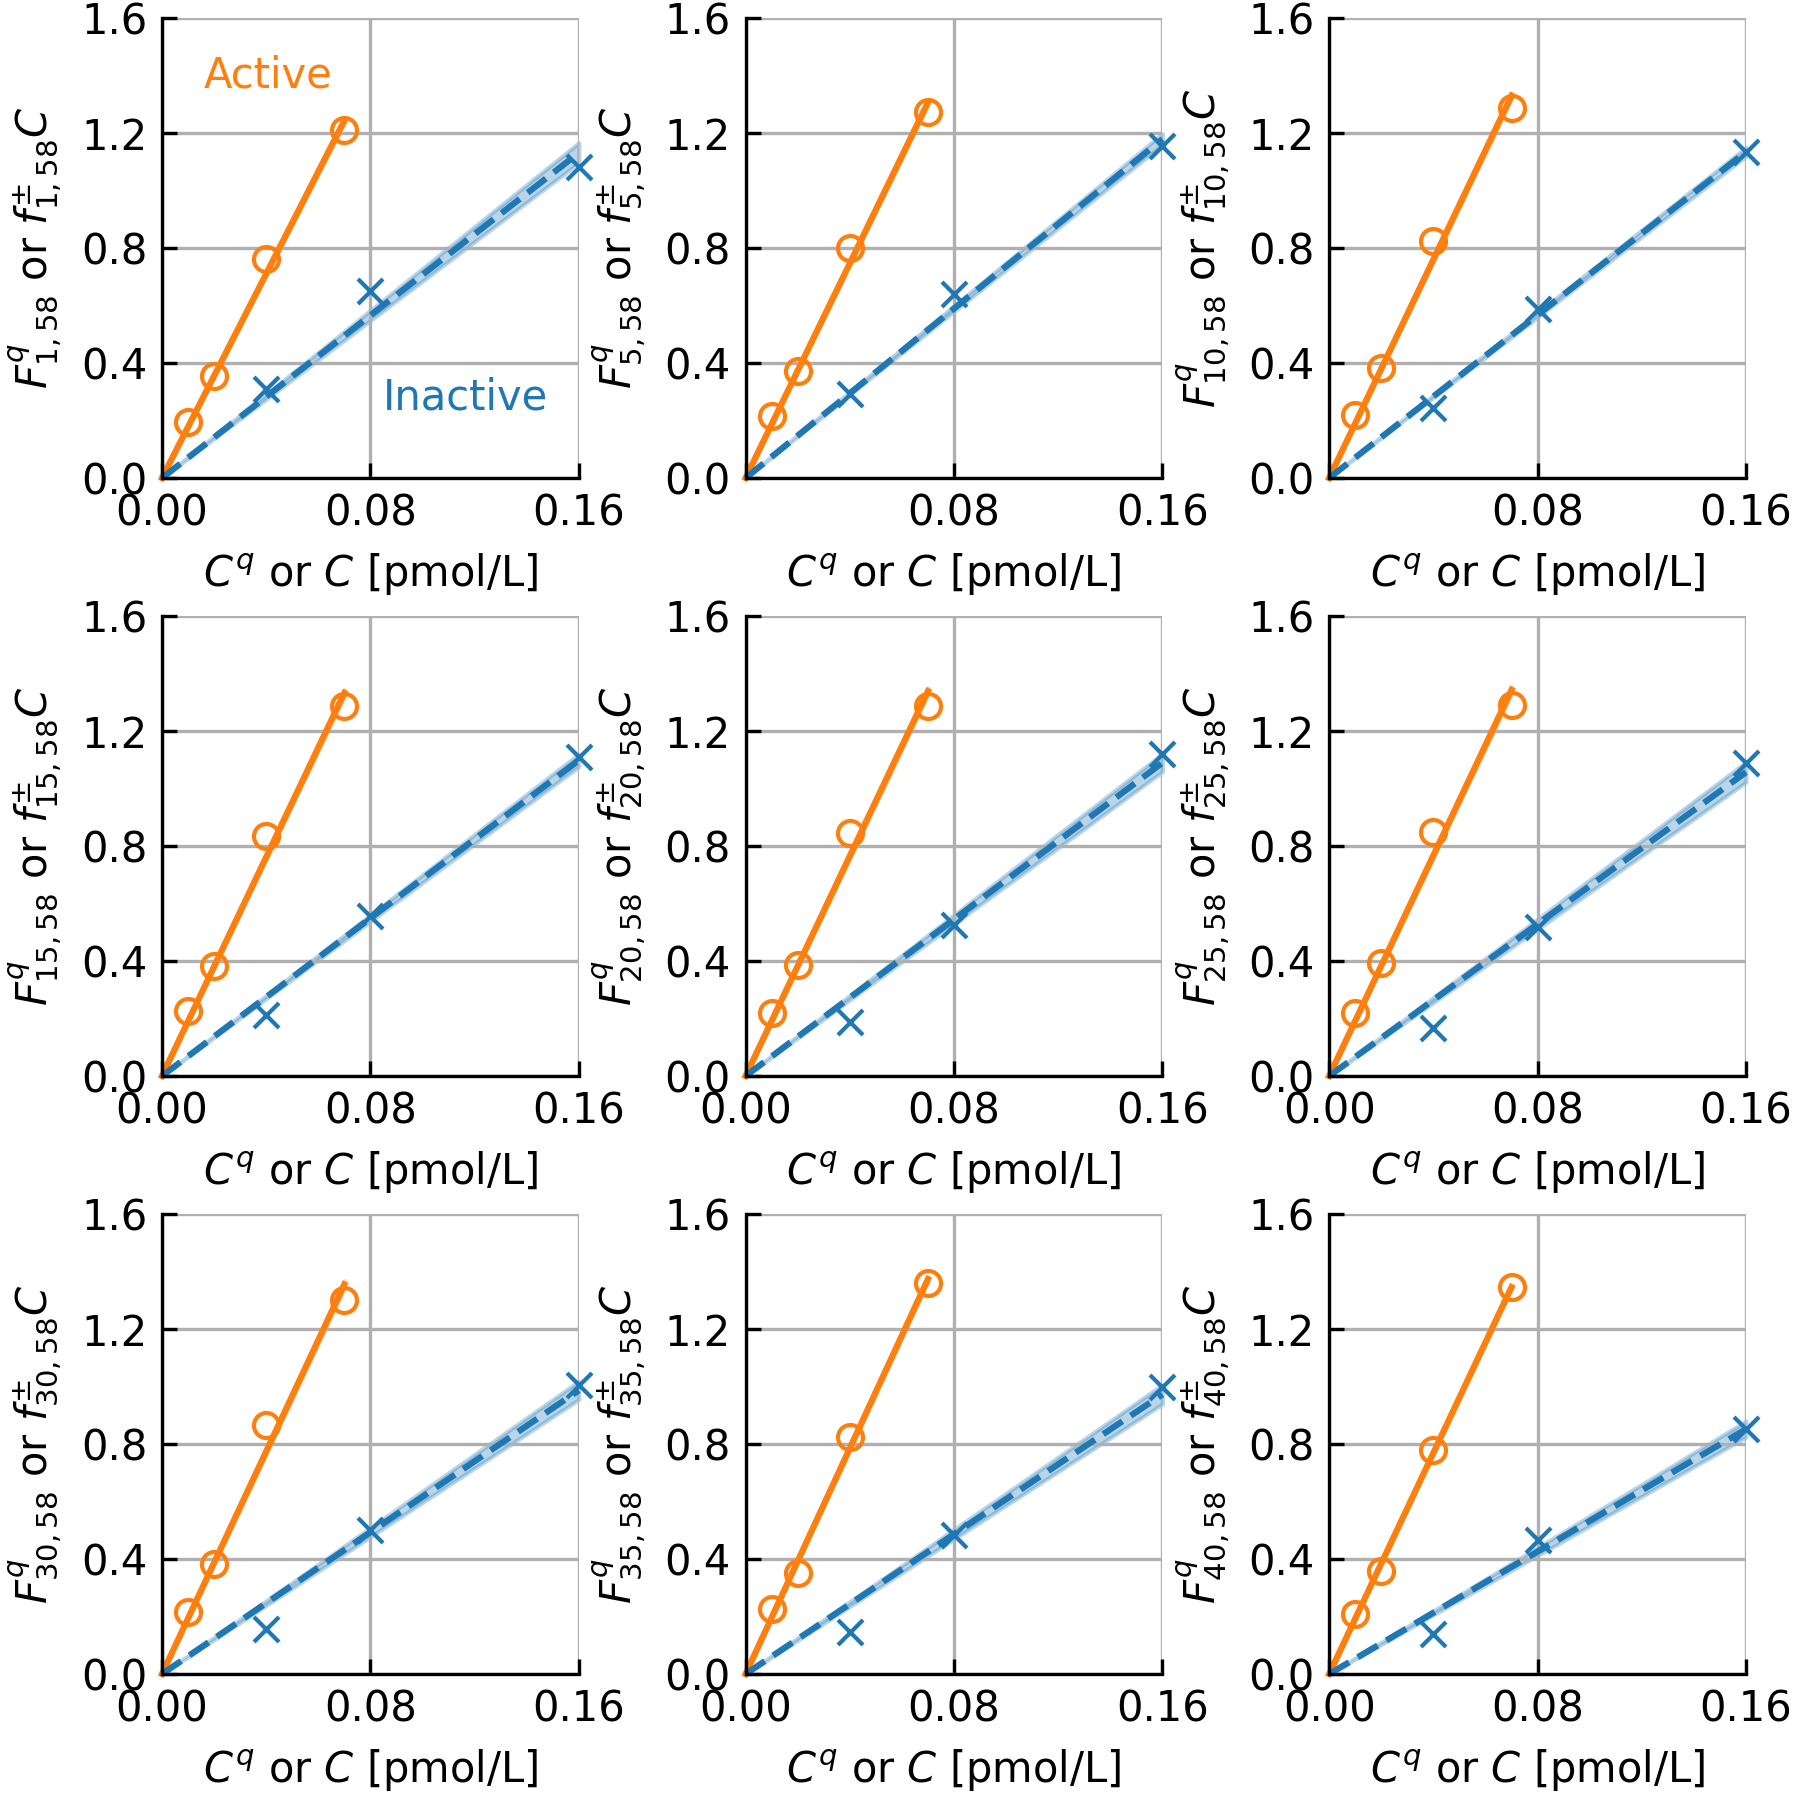 1.6
1.2
0.8
0.4
0.0
0.00 0.08 0.16
Active
Inactive
F^q_{1,58} or f^±_{1,58}C
C^q or C [pmol/L]
1.6
1.2
0.8
0.4
0.0
0.00 0.08 0.16
F^q_{5,58} or f^±_{5,58}C
C^q or C [pmol/L]
1.6
1.2
0.8
0.4
0.0
0.00 0.08 0.16
F^q_{10,58} or f^±_{10,58}C
C^q or C [pmol/L]
1.6
1.2
0.8
0.4
0.0
0.00 0.08 0.16
F^q_{15,58} or f^±_{15,58}C
C^q or C [pmol/L]
1.6
1.2
0.8
0.4
0.0
0.00 0.08 0.16
F^q_{20,58} or f^±_{20,58}C
C^q or C [pmol/L]
1.6
1.2
0.8
0.4
0.0
0.00 0.08 0.16
F^q_{25,58} or f^±_{25,58}C
C^q or C [pmol/L]
1.6
1.2
0.8
0.4
0.0
0.00 0.08 0.16
F^q_{30,58} or f^±_{30,58}C
C^q or C [pmol/L]
1.6
1.2
0.8
0.4
0.0
0.00 0.08 0.16
F^q_{35,58} or f^±_{35,58}C
C^q or C [pmol/L]
1.6
1.2
0.8
0.4
0.0
0.00 0.08 0.16
F^q_{40,58} or f^±_{40,58}C
C^q or C [pmol/L]